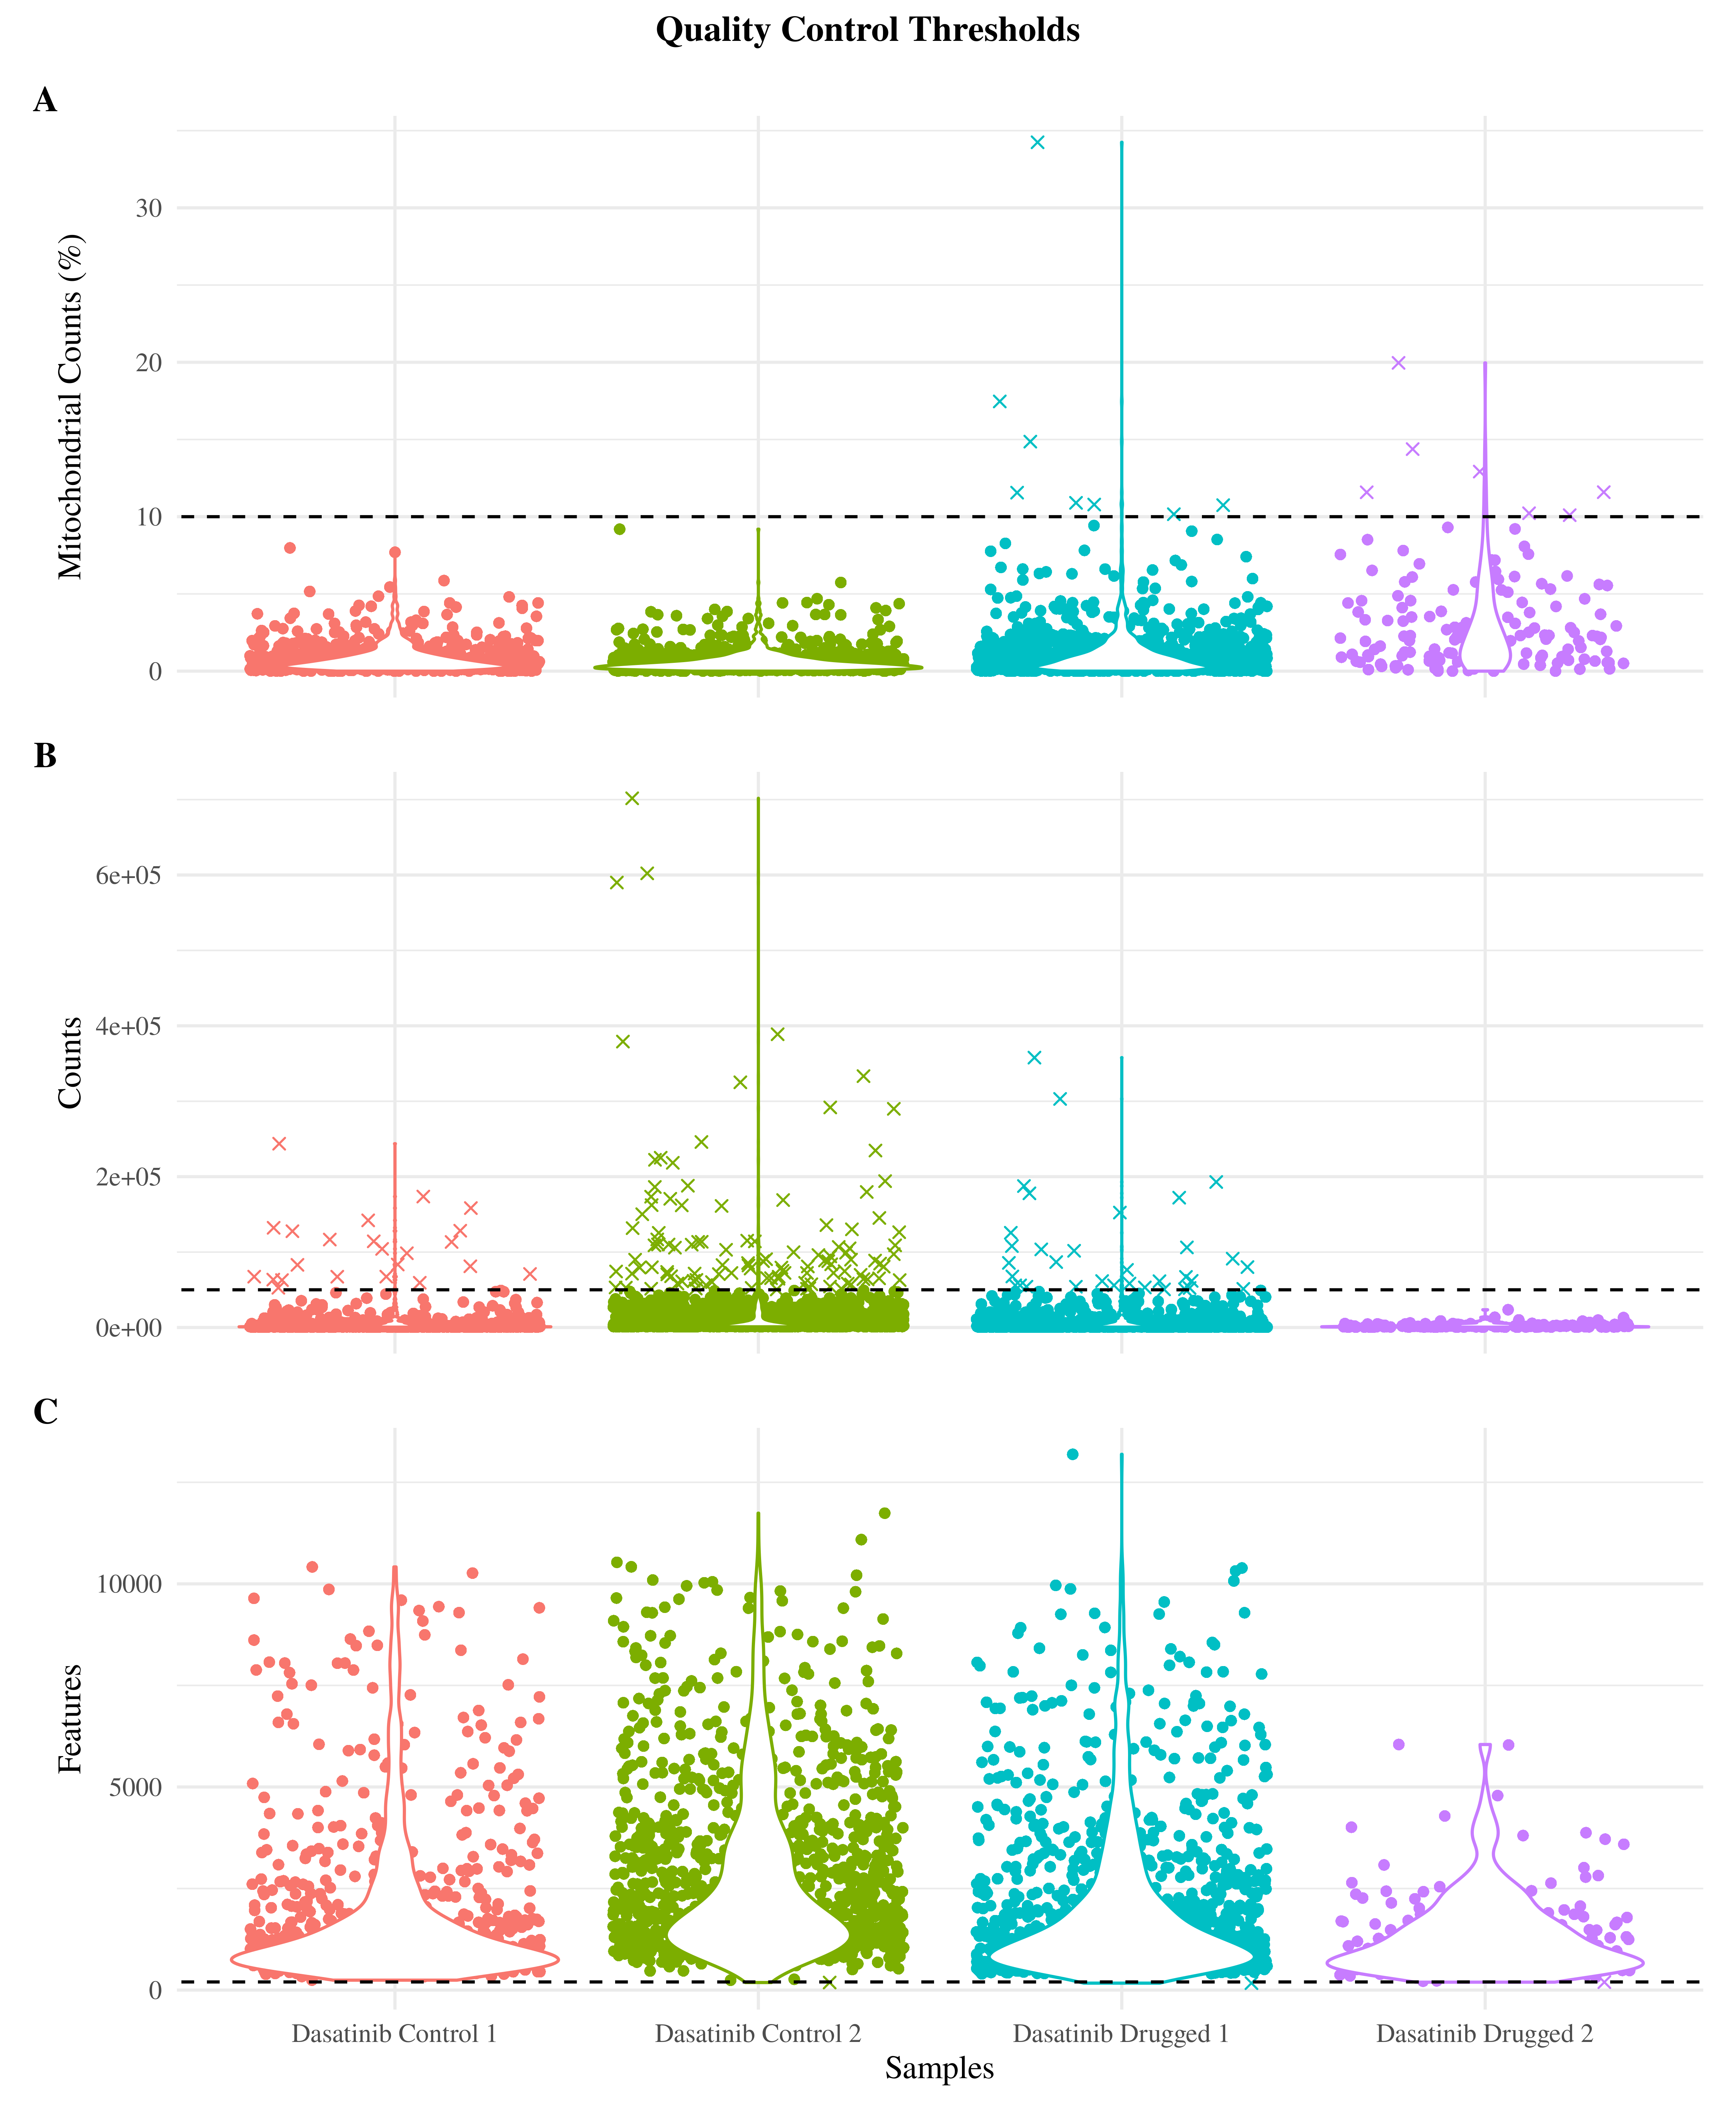 Quality Control Thresholds
A
Mitochondrial Counts (%)
30
20
10
0
B
Counts
6e+05
4e+05
2e+05
0e+00
C
Features
10000
5000
0
Dasatinib Control 1
Dasatinib Control 2
Dasatinib Drugged 1
Dasatinib Drugged 2
Samples